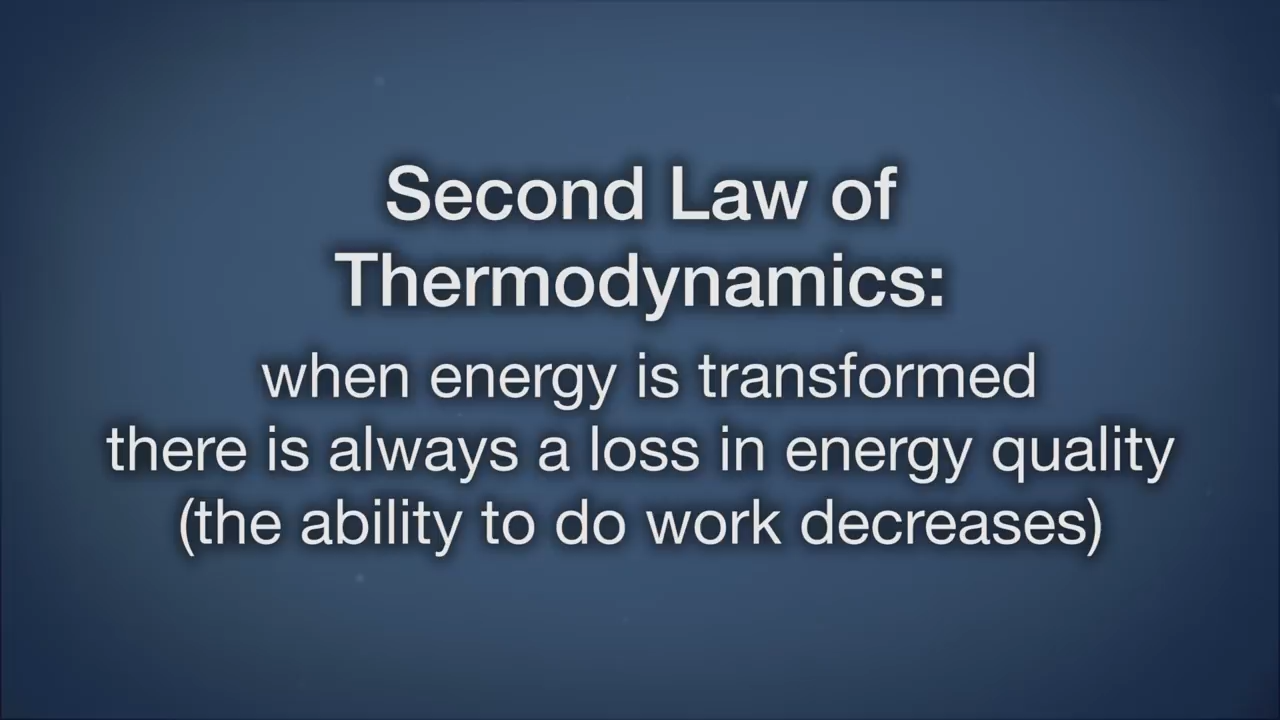 Second Law of
Thermodynamics:
when energy is transformed
there is always a loss in energy quality
(the ability to do work decreases)